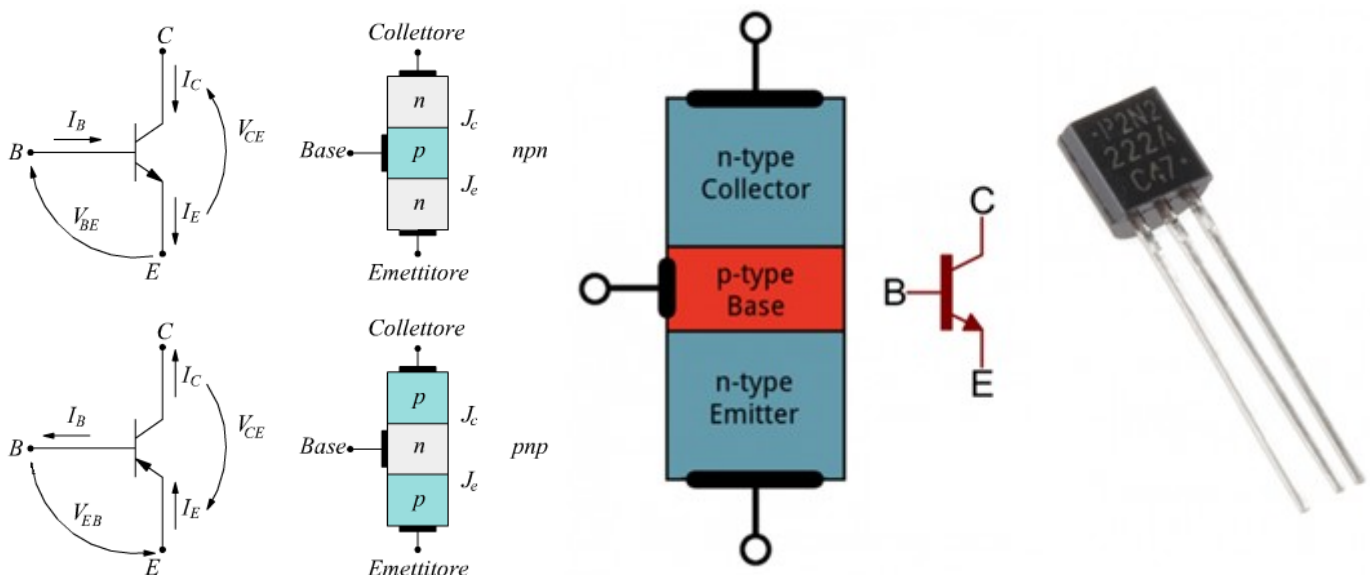 C
I_C
I_B
V_CE
B
I_E
V_BE
E
Collettore
n
J_c
Base
p
npn
J_e
n
Emettitore
C
I_C
I_B
V_CE
B
I_E
V_EB
E
Collettore
p
J_c
Base
n
pnp
J_e
p
Emettitore
n-type
Collector
p-type
Base
n-type
Emitter
C
B
E
P2N2
222A
CA7